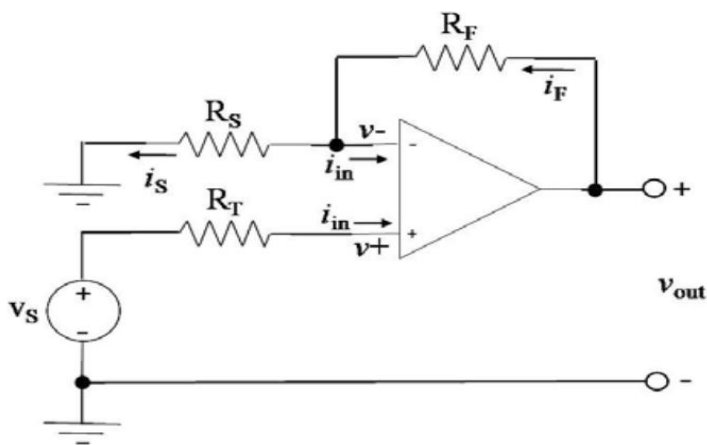 R_F
i_F
R_S
v-
-
i_in
i_S
R_T
i_in
+
v+
+
+
v_S
-
v_out
-